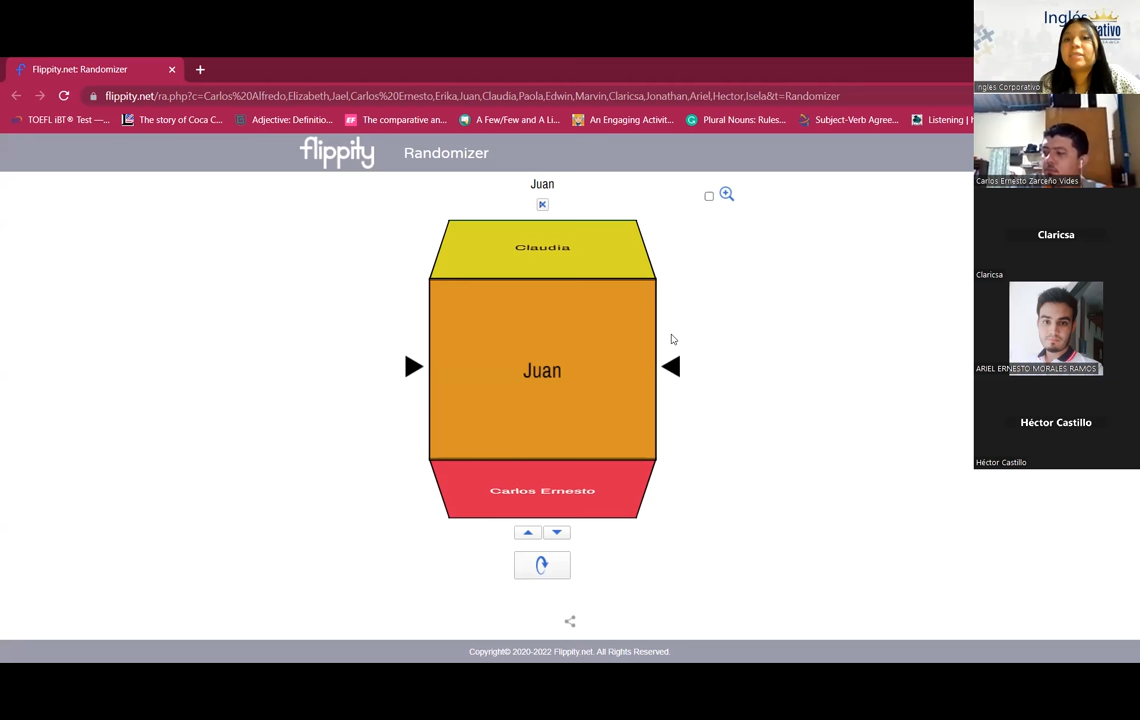 Flippity.net: Randomizer
flippity.net/ra.php?c=Carlos%20Alfredo,Elizabeth,Jael,Carlos%20Ernesto,Erika,Juan,Claudia,Paola,Edwin,Marvin,Claricsa,Jonathan,Ariel,Hector,Isela&t=Randomizer
TOEFL iBT® Test —...
The story of Coca C...
Adjective: Definitio...
EF
The comparative an...
A Few/Few and A Li...
An Engaging Activit...
Plural Nouns: Rules...
Subject-Verb Agree...
Listening |
flippity
Randomizer
Juan
Claudia
Juan
Carlos Ernesto
Copyright© 2020-2022 Flippity.net. All Rights Reserved.
Inglés
Ingles Corporativo
Carlos Ernesto Zarceño Vides
Claricsa
Claricsa
ARIEL ERNESTO MORALES RAMOS
Héctor Castillo
Héctor Castillo